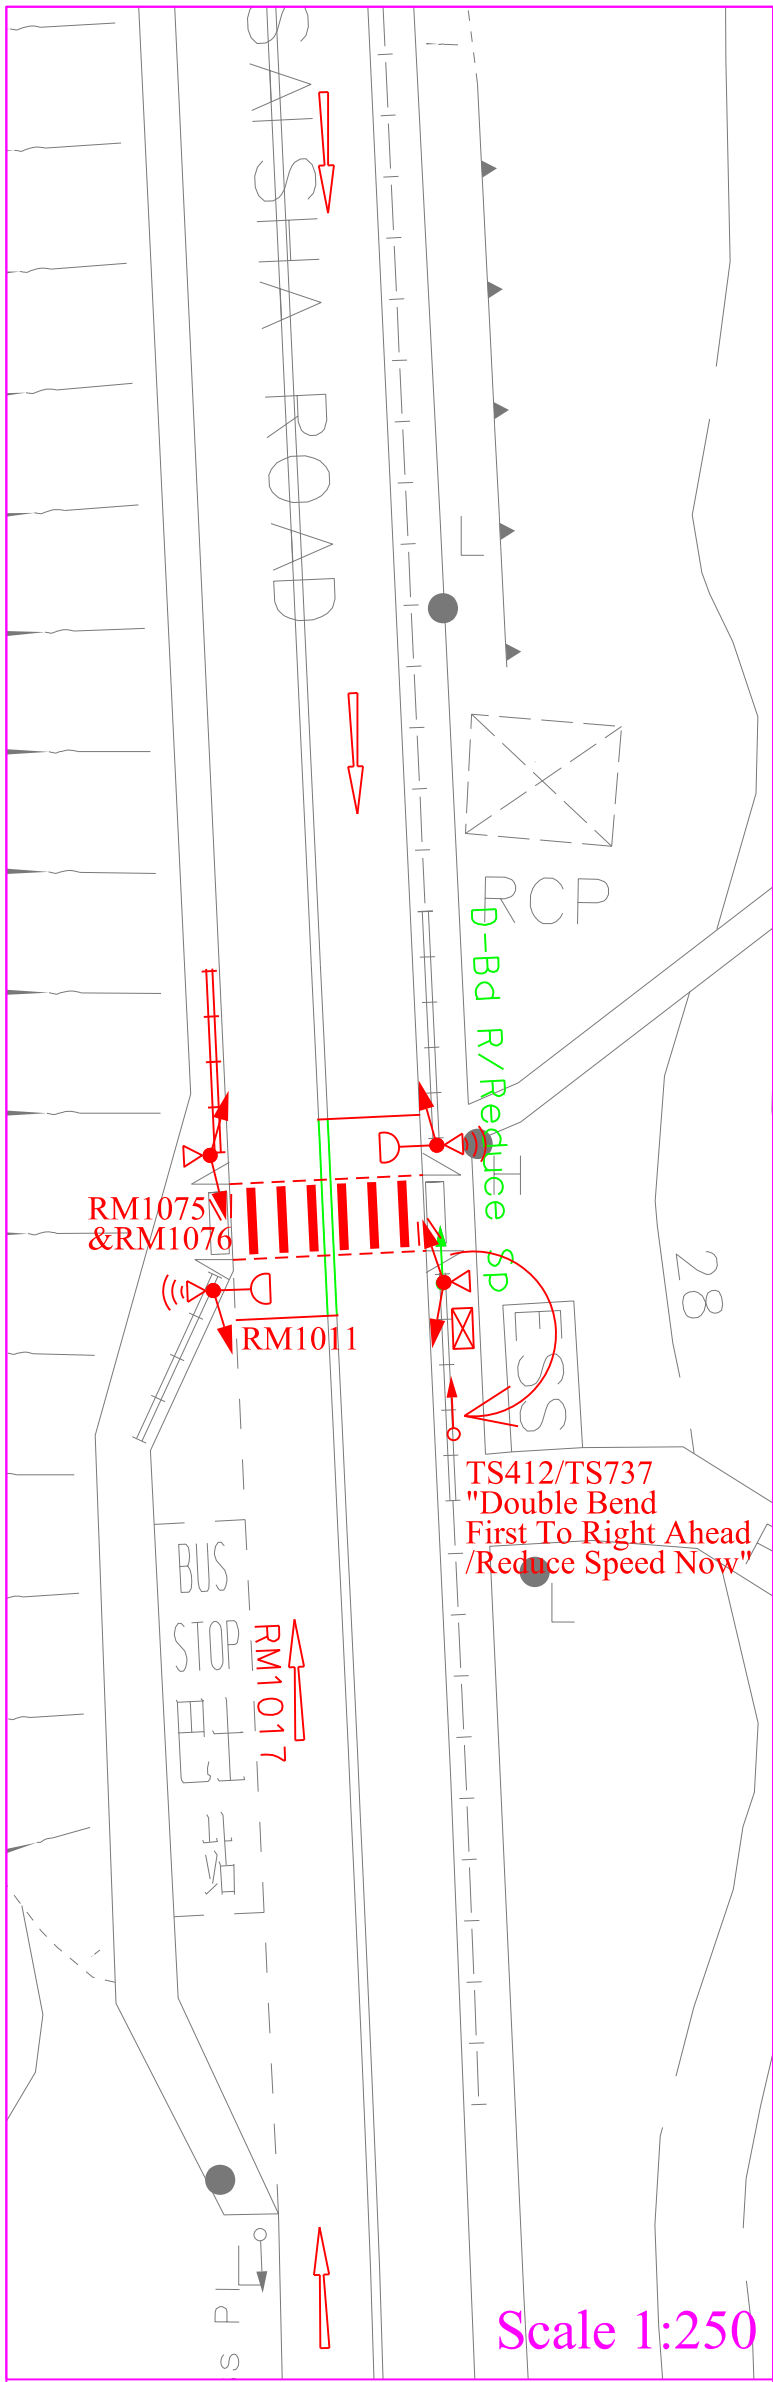 SAI SHA ROAD
L
RCP
D-Bd R/Reduce Sp
H
RM1075
&RM1076
28
RM1011
ESS
TS412/TS737
"Double Bend
First To Right Ahead
/Reduce Speed Now"
L
BUS
STOP
巴士
站
RM1017
L
S PL
Scale 1:250